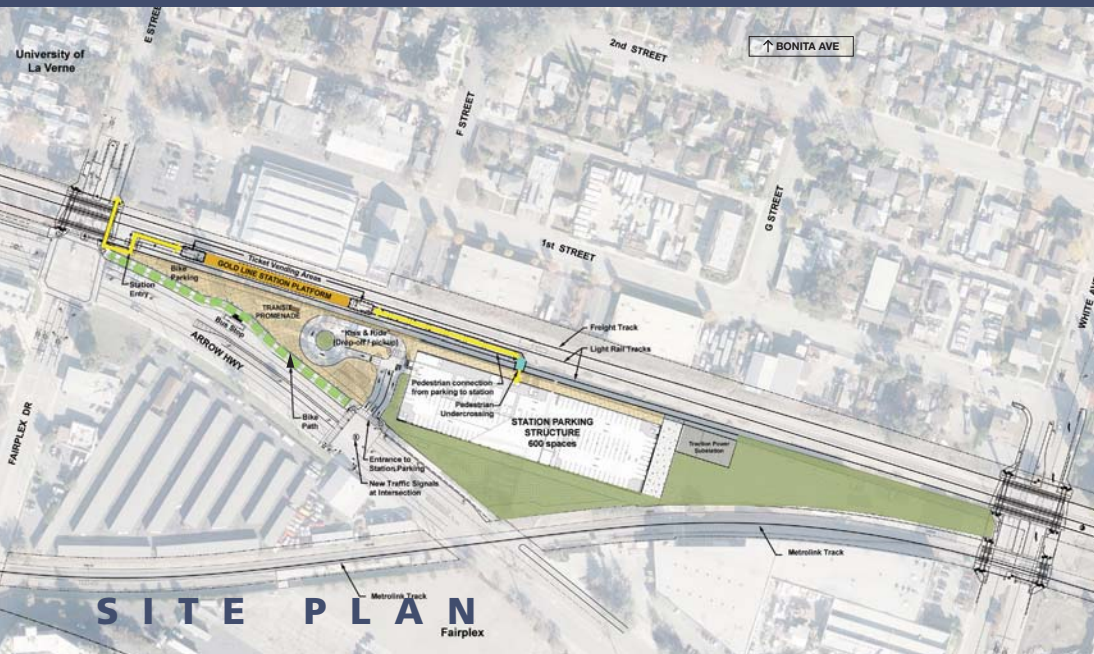 University of
La Verne
E STREET
2nd STREET
↑ BONITA AVE
F STREET
G STREET
1st STREET
WHITE AVE
Ticket Vending Areas
GOLD LINE STATION PLATFORM
Bike
Parking
Station
Entry
TRANSIT
PROMENADE
Bus Stop
"Kiss & Ride"
(Drop-off / pickup)
ARROW HWY
Freight Track
Light Rail Tracks
Pedestrian connection
from parking to station
Pedestrian
Undercrossing
STATION PARKING
STRUCTURE
600 spaces
Traction Power
Substation
FAIRPLEX DR
Bike
Path
Entrance to
Station Parking
New Traffic Signals
at Intersection
Metrolink Track
Metrolink Track
SITE PLAN
Fairplex